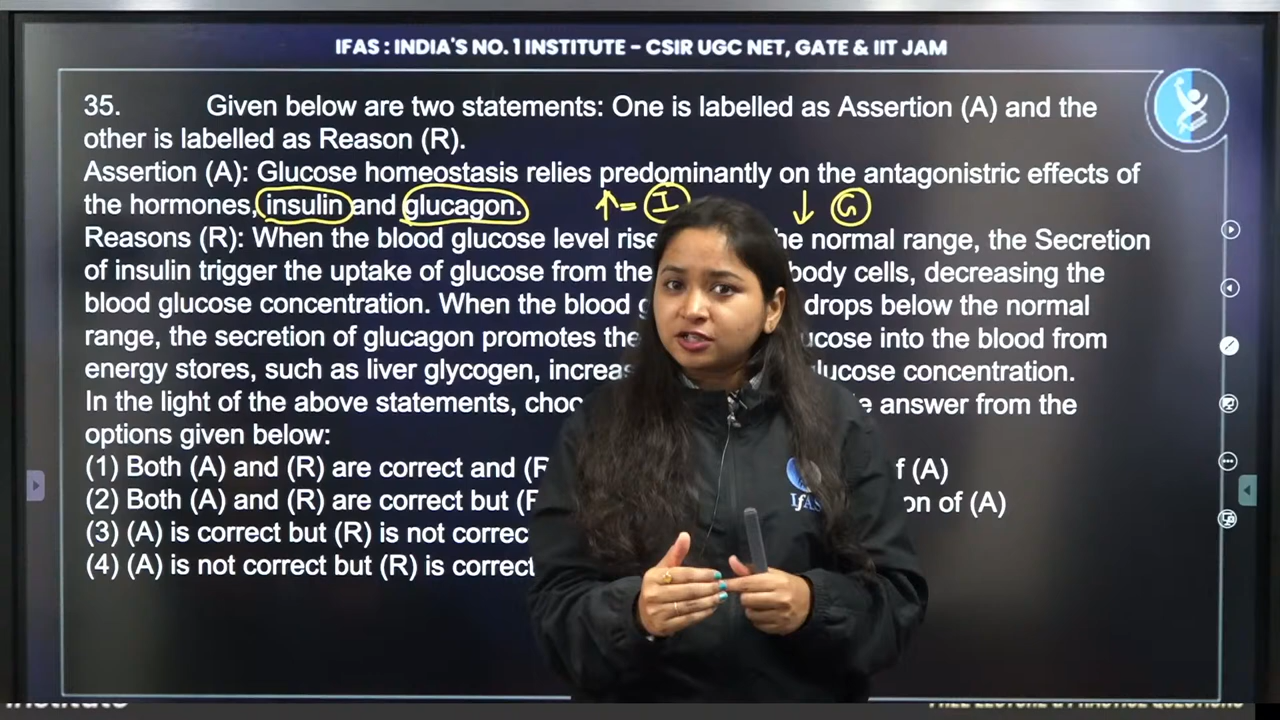 IFAS : INDIA'S NO. 1 INSTITUTE - CSIR UGC NET, GATE & IIT JAM
35. Given below are two statements: One is labelled as Assertion (A) and the
other is labelled as Reason (R).
Assertion (A): Glucose homeostasis relies predominantly on the antagonistric effects of
the hormones, insulin and glucagon. ↑ = I ↓ G
Reasons (R): When the blood glucose level rise he normal range, the Secretion
of insulin trigger the uptake of glucose from the body cells, decreasing the
blood glucose concentration. When the blood g drops below the normal
range, the secretion of glucagon promotes the ucose into the blood from
energy stores, such as liver glycogen, increas glucose concentration.
In the light of the above statements, choo e answer from the
options given below:
(1) Both (A) and (R) are correct and (R f (A)
(2) Both (A) and (R) are correct but (R on of (A)
(3) (A) is correct but (R) is not correc
(4) (A) is not correct but (R) is correct
IfAS
institute